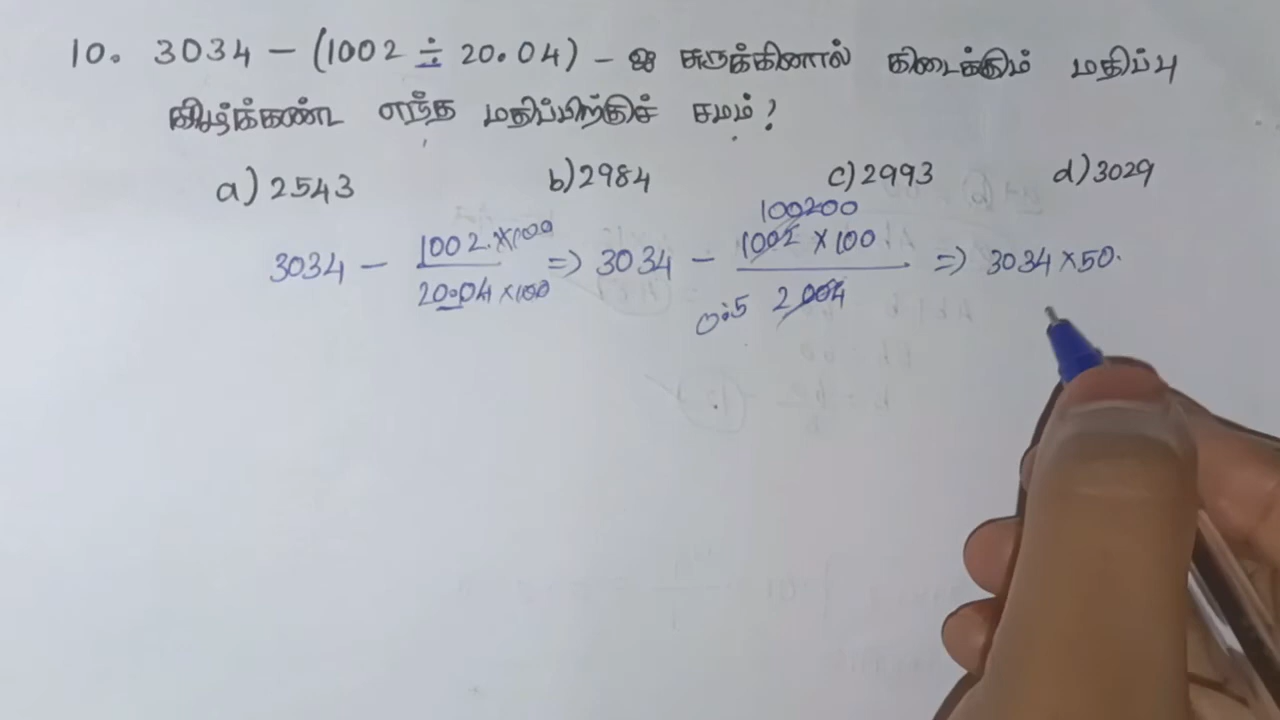 10. 3034 − (1002 ÷ 20.04) − ஐ சுருக்கினால் கிடைக்கும் மதிப்பு
கீழ்க்கண்ட எந்த மதிப்பிற்குச் சமம்?
a) 2543 b) 2984 c) 2993 d) 3029
3034 − 1002 × 100 / 20.04 × 100 => 3034 − 100200 1002 × 100 / 0.5 2004 => 3034 × 50.